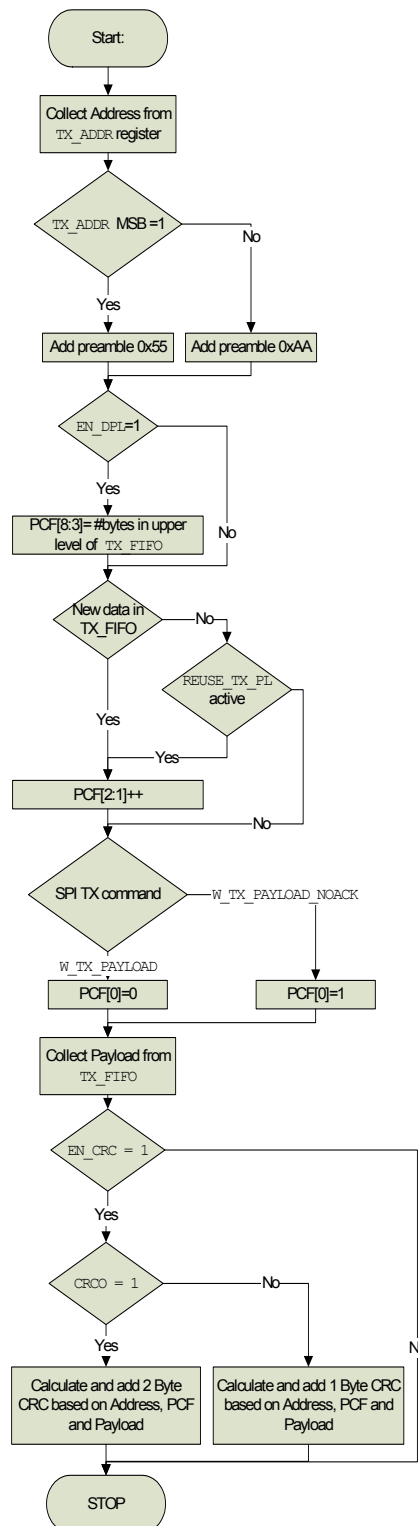 Start:
Collect Address from
TX_ADDR register
TX_ADDR MSB =1
No
Yes
Add preamble 0x55
Add preamble 0xAA
EN_DPL=1
Yes
No
PCF[8:3]= #bytes in upper
level of TX_FIFO
New data in
TX_FIFO
No
REUSE_TX_PL
active
Yes
Yes
PCF[2:1]++
No
SPI TX command
W_TX_PAYLOAD_NOACK
W_TX_PAYLOAD
PCF[0]=0
PCF[0]=1
Collect Payload from
TX_FIFO
EN_CRC = 1
Yes
N
CRCO = 1
No
Yes
Calculate and add 2 Byte
CRC based on Address, PCF
and Payload
Calculate and add 1 Byte CRC
based on Address, PCF and
Payload
STOP